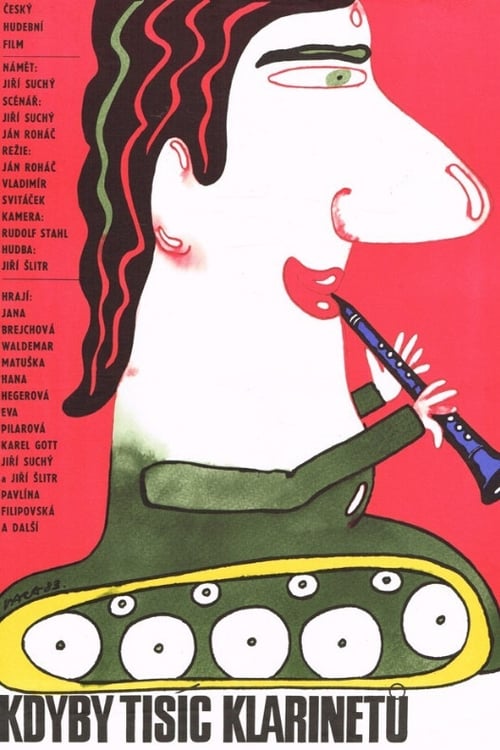 ČESKÝ
HUDEBNÍ
FILM
NÁMĚT:
JIŘÍ SUCHÝ
SCÉNÁŘ:
JIŘÍ SUCHÝ
JÁN ROHÁČ
REŽIE:
JÁN ROHÁČ
VLADIMÍR
SVITÁČEK
KAMERA:
RUDOLF STAHL
HUDBA:
JIŘÍ ŠLITR
HRAJÍ:
JANA
BREJCHOVÁ
WALDEMAR
MATUŠKA
HANA
HEGEROVÁ
EVA
PILAROVÁ
KAREL GOTT
JIŘÍ SUCHÝ
a JIŘÍ ŠLITR
PAVLÍNA
FILIPOVSKÁ
A DALŠÍ
KDYBY TISÍC KLARINETŮ